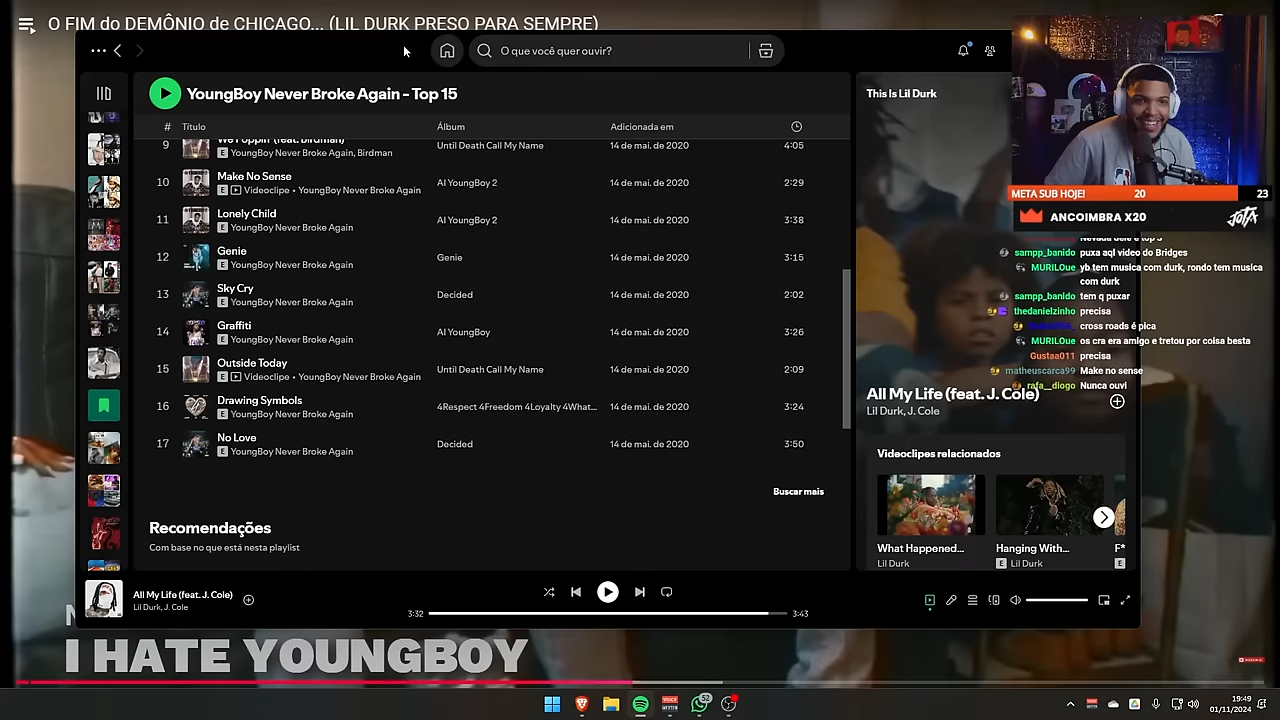 O FIM do DEMÔNIO de CHICAGO... (LIL DURK PRESO PARA SEMPRE)
O que você quer ouvir?
YoungBoy Never Broke Again - Top 15
# Título Álbum Adicionada em
9 We Poppin (feat. Birdman) Until Death Call My Name 14 de mai. de 2020 4:05
E YoungBoy Never Broke Again, Birdman
10 Make No Sense AI YoungBoy 2 14 de mai. de 2020 2:29
E Videoclipe • YoungBoy Never Broke Again
11 Lonely Child AI YoungBoy 2 14 de mai. de 2020 3:38
E YoungBoy Never Broke Again
12 Genie Genie 14 de mai. de 2020 3:15
E YoungBoy Never Broke Again
13 Sky Cry Decided 14 de mai. de 2020 2:02
E YoungBoy Never Broke Again
14 Graffiti AI YoungBoy 14 de mai. de 2020 3:26
E YoungBoy Never Broke Again
15 Outside Today Until Death Call My Name 14 de mai. de 2020 2:09
E Videoclipe • YoungBoy Never Broke Again
16 Drawing Symbols 4Respect 4Freedom 4Loyalty 4What... 14 de mai. de 2020 3:24
E YoungBoy Never Broke Again
17 No Love Decided 14 de mai. de 2020 3:50
E YoungBoy Never Broke Again
Buscar mais
Recomendações
Com base no que está nesta playlist
This Is Lil Durk
META SUB HOJE! 20 23
ANCOIMBRA X20
JOTA
Nevada dele é top 3
sampp_banido puxa aql video do Bridges
MURILOue yb tem musica com durk, rondo tem musica
com durk
sampp_banido tem q puxar
thedanielzinho precisa
cross roads é pica
MURILOue os cra era amigo e tretou por coisa besta
Gustaa011 precisa
matheuscarca99 Make no sense
rafa__diogo Nunca ouvi
All My Life (feat. J. Cole)
Lil Durk, J. Cole
Videoclipes relacionados
What Happened... Hanging With... F*
Lil Durk E Lil Durk E
All My Life (feat. J. Cole)
Lil Durk, J. Cole
3:32 3:43
I HATE YOUNGBOY
52
19:49
01/11/2024